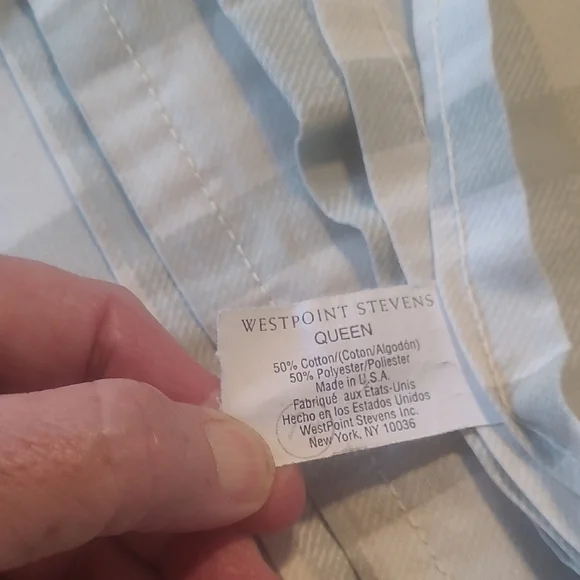 WESTPOINT STEVENS
QUEEN
50% Cotton/(Coton/Algodón)
50% Polyester/Poliester
Made in U.S.A.
Fabriqué aux États-Unis
Hecho en los Estados Unidos
WestPoint Stevens Inc.
New York, NY 10036